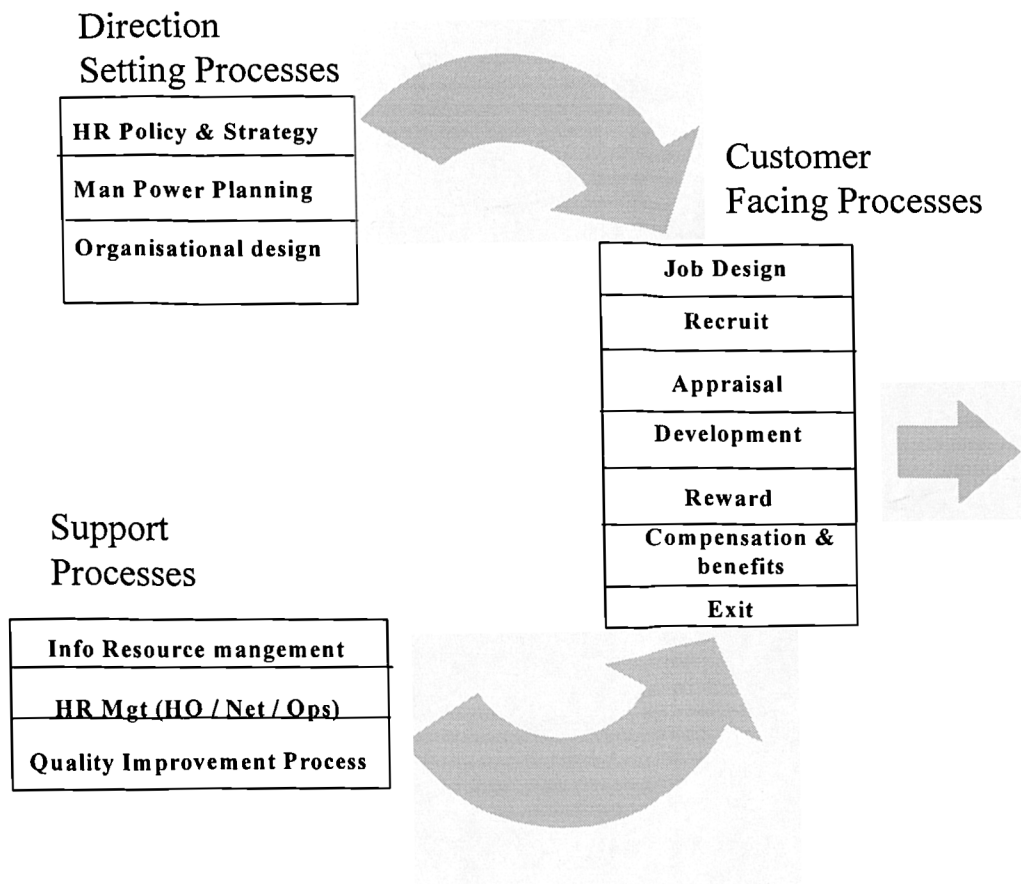 Direction
Setting Processes
HR Policy & Strategy
Man Power Planning
Organisational design
Customer
Facing Processes
Job Design
Recruit
Appraisal
Development
Reward
Compensation &
benefits
Exit
Support
Processes
Info Resource mangement
HR Mgt (HO / Net / Ops)
Quality Improvement Process